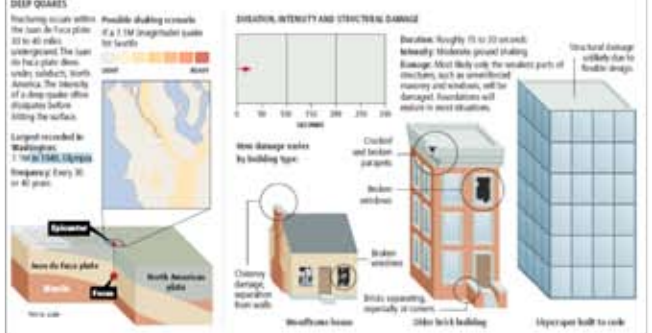 DEEP QUAKES
Fracturing occurs within
the Juan de Fuca plate
30 to 40 miles
underground. The Juan
de Fuca plate dives
under, subducts, North
America. The intensity
of a deep quake often
dissipates before
hitting the surface.
Largest recorded in
Washington:
7.1M in 1949, Olympia
Frequency: Every 30
or 40 years
Possible shaking scenario
If a 7.1M (magnitude) quake
for Seattle
LIGHT
HEAVY
Epicenter
Juan de Fuca plate
Mantle
Focus
North American
plate
DURATION, INTENSITY AND STRUCTURAL DAMAGE
0 50 100 150 200 250 300
SECONDS
Duration: Roughly 15 to 30 seconds
Intensity: Moderate ground shaking
Damage: Most likely only the weakest parts of
structures, such as unreinforced
masonry and windows, will be
damaged. Foundations will
endure in most situations.
How damage varies
by building type:
Chimney
damage,
separation
from walls
Broken
windows
Woodframe house
Cracked
and broken
parapets
Broken
windows
Bricks separating,
especially at corners
Older brick building
Structural damage
unlikely due to
flexible design
Skyscraper built to code